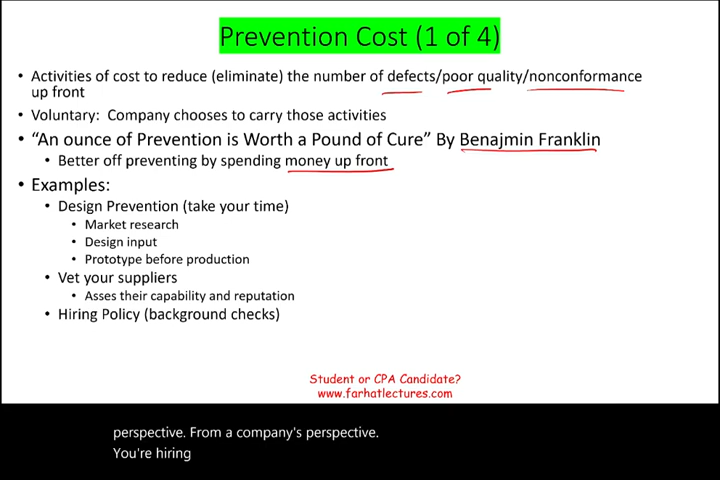 Prevention Cost (1 of 4)
• Activities of cost to reduce (eliminate) the number of defects/poor quality/nonconformance
up front
• Voluntary: Company chooses to carry those activities
• “An ounce of Prevention is Worth a Pound of Cure” By Benajmin Franklin
• Better off preventing by spending money up front
• Examples:
• Design Prevention (take your time)
• Market research
• Design input
• Prototype before production
• Vet your suppliers
• Asses their capability and reputation
• Hiring Policy (background checks)
Student or CPA Candidate?
www.farhatlectures.com
perspective. From a company's perspective.
You're hiring